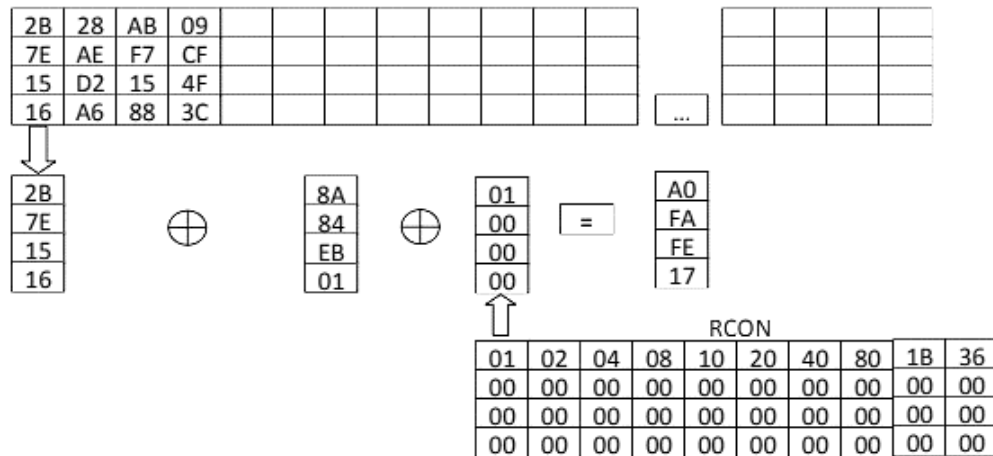 2B 28 AB 09
7E AE F7 CF
15 D2 15 4F
16 A6 88 3C ...
2B 8A 01 A0
7E 84 00 = FA
15 EB 00 FE
16 01 00 17
RCON
01 02 04 08 10 20 40 80 1B 36
00 00 00 00 00 00 00 00 00 00
00 00 00 00 00 00 00 00 00 00
00 00 00 00 00 00 00 00 00 00